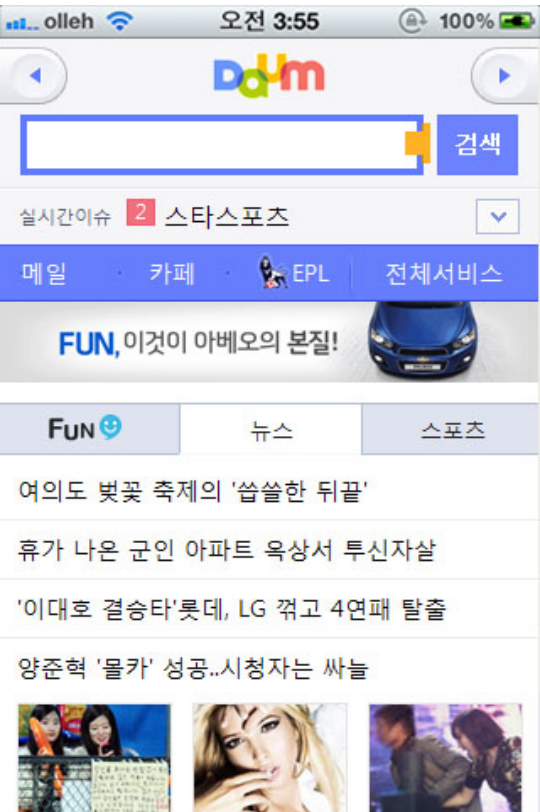 olleh 오전 3:55 100%
Daum
검색
실시간이슈 2 스타스포츠
메일 · 카페 · EPL 전체서비스
FUN, 이것이 아베오의 본질!
FUN 뉴스 스포츠
여의도 벚꽃 축제의 '씁쓸한 뒤끝'
휴가 나온 군인 아파트 옥상서 투신자살
'이대호 결승타'롯데, LG 꺾고 4연패 탈출
양준혁 '몰카' 성공..시청자는 싸늘